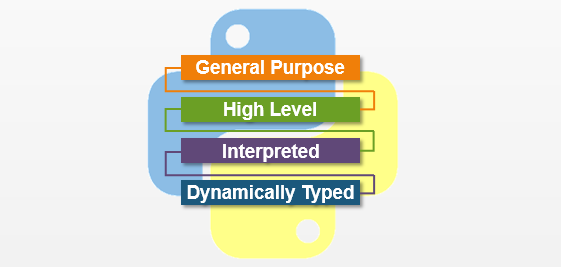 General Purpose
High Level
Interpreted
Dynamically Typed